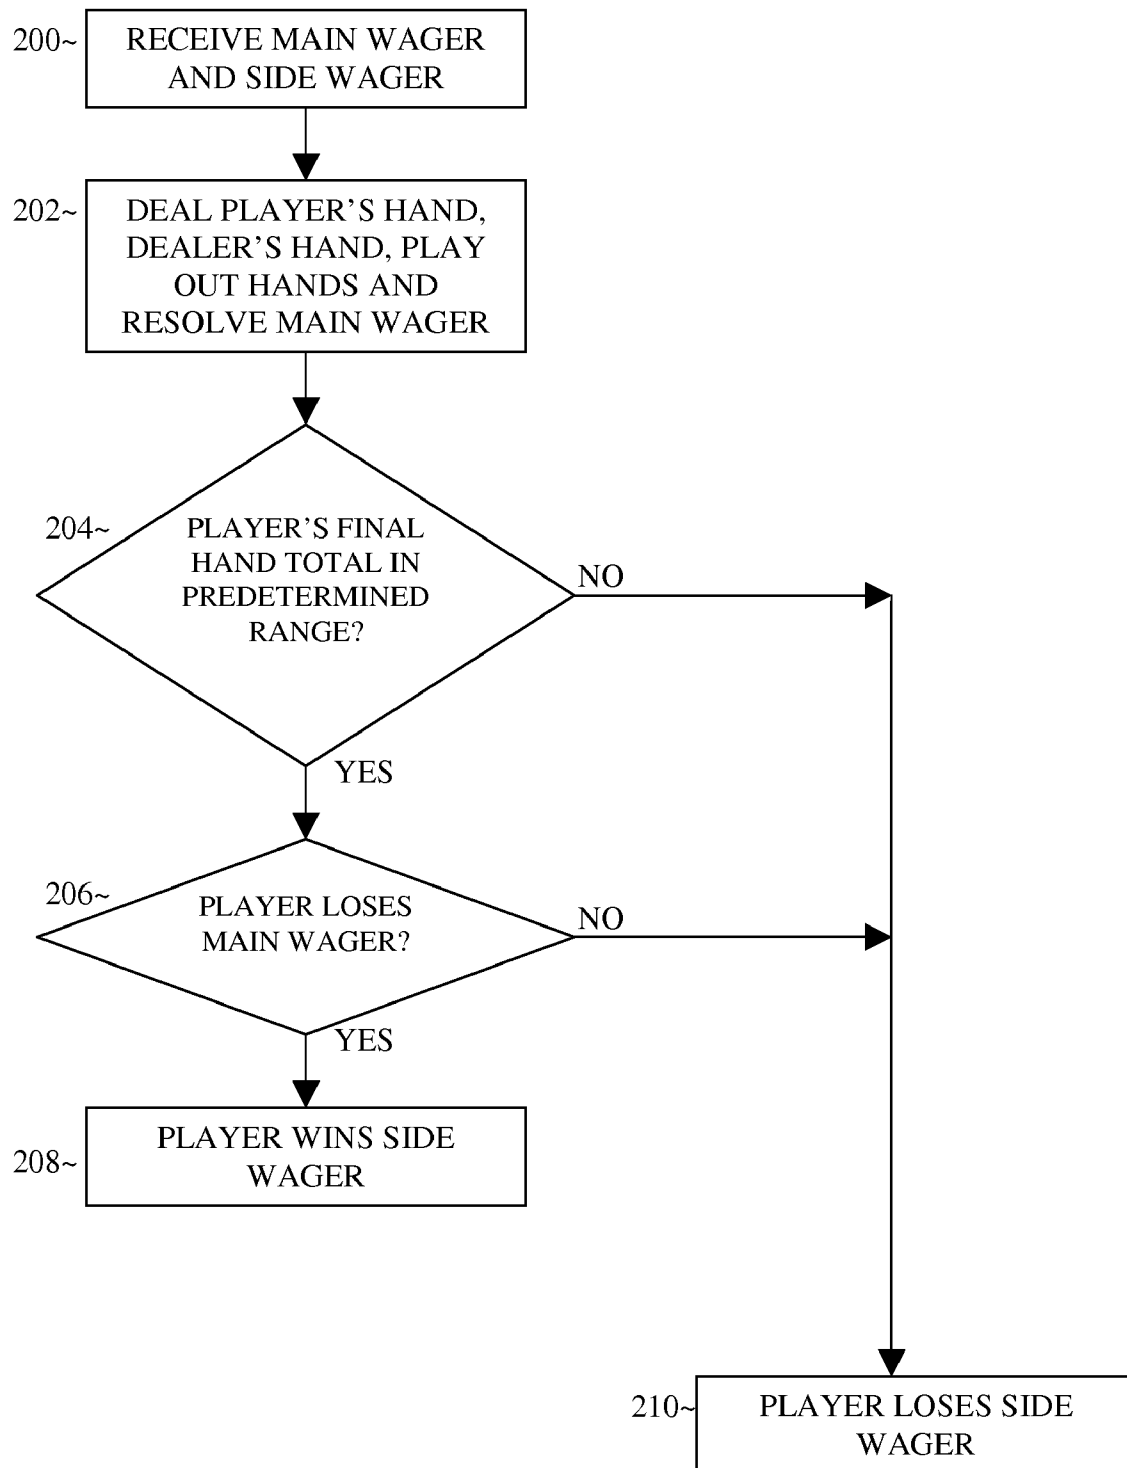 200~
RECEIVE MAIN WAGER
AND SIDE WAGER
202~
DEAL PLAYER'S HAND,
DEALER'S HAND, PLAY
OUT HANDS AND
RESOLVE MAIN WAGER
204~
PLAYER'S FINAL
HAND TOTAL IN
PREDETERMINED
RANGE?
NO
YES
206~
PLAYER LOSES
MAIN WAGER?
NO
YES
208~
PLAYER WINS SIDE
WAGER
210~
PLAYER LOSES SIDE
WAGER